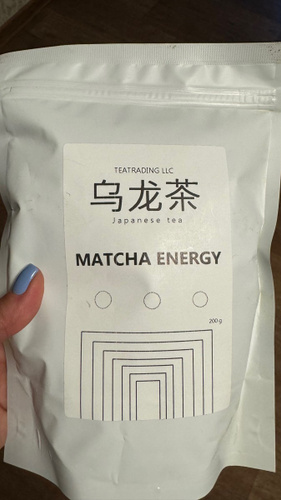 TEATRADING LLC
乌龙茶
Japanese tea
MATCHA ENERGY
200 g